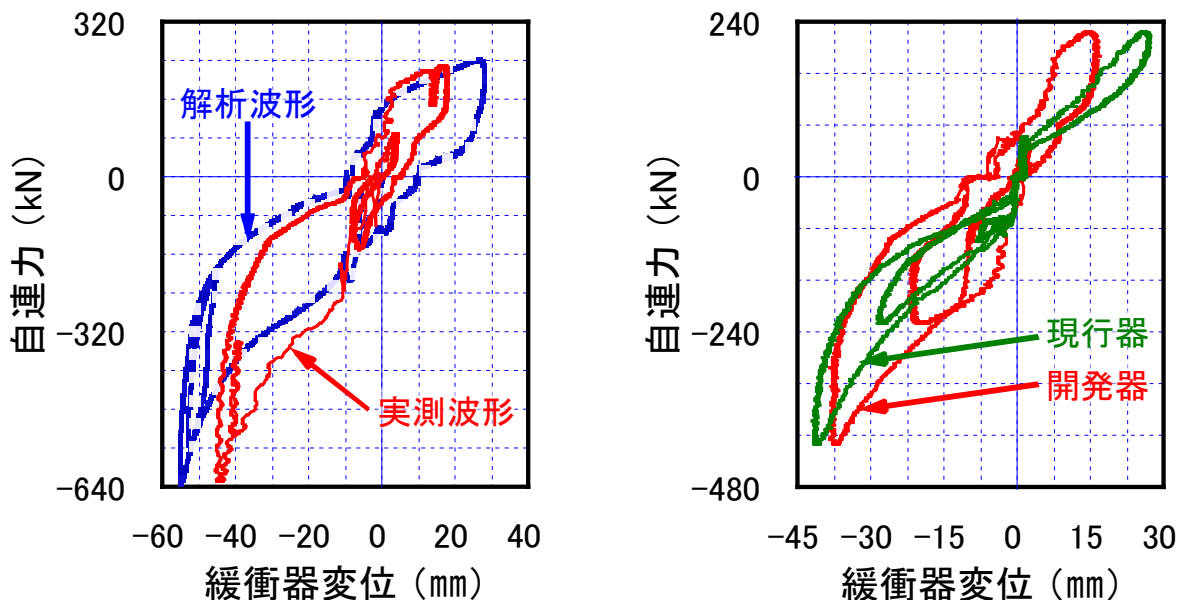 320
0
-320
-640
-60 -40 -20 0 20 40
自連力 (kN)
緩衝器変位 (mm)
解析波形
実測波形
240
0
-240
-480
-45 -30 -15 0 15 30
自連力 (kN)
緩衝器変位 (mm)
現行器
開発器